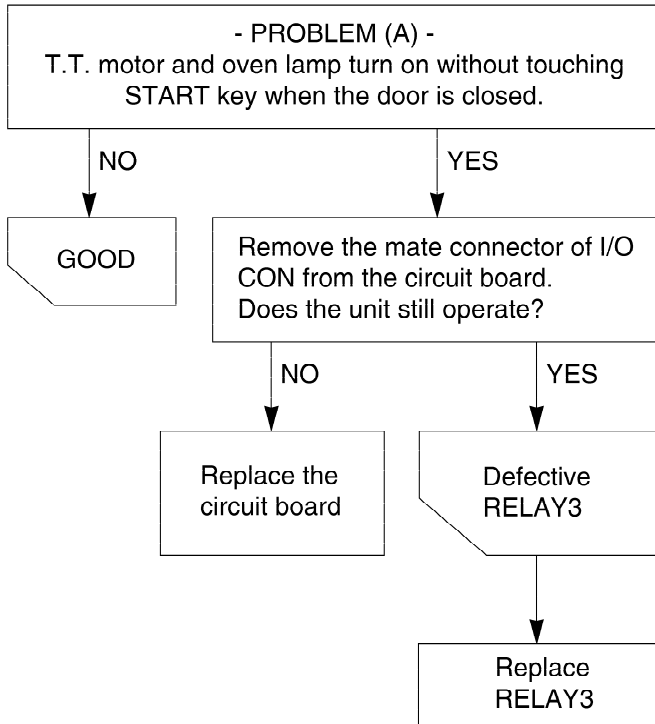 - PROBLEM (A) -
T.T. motor and oven lamp turn on without touching
START key when the door is closed.
NO
YES
GOOD
Remove the mate connector of I/O
CON from the circuit board.
Does the unit still operate?
NO
YES
Replace the
circuit board
Defective
RELAY3
Replace
RELAY3